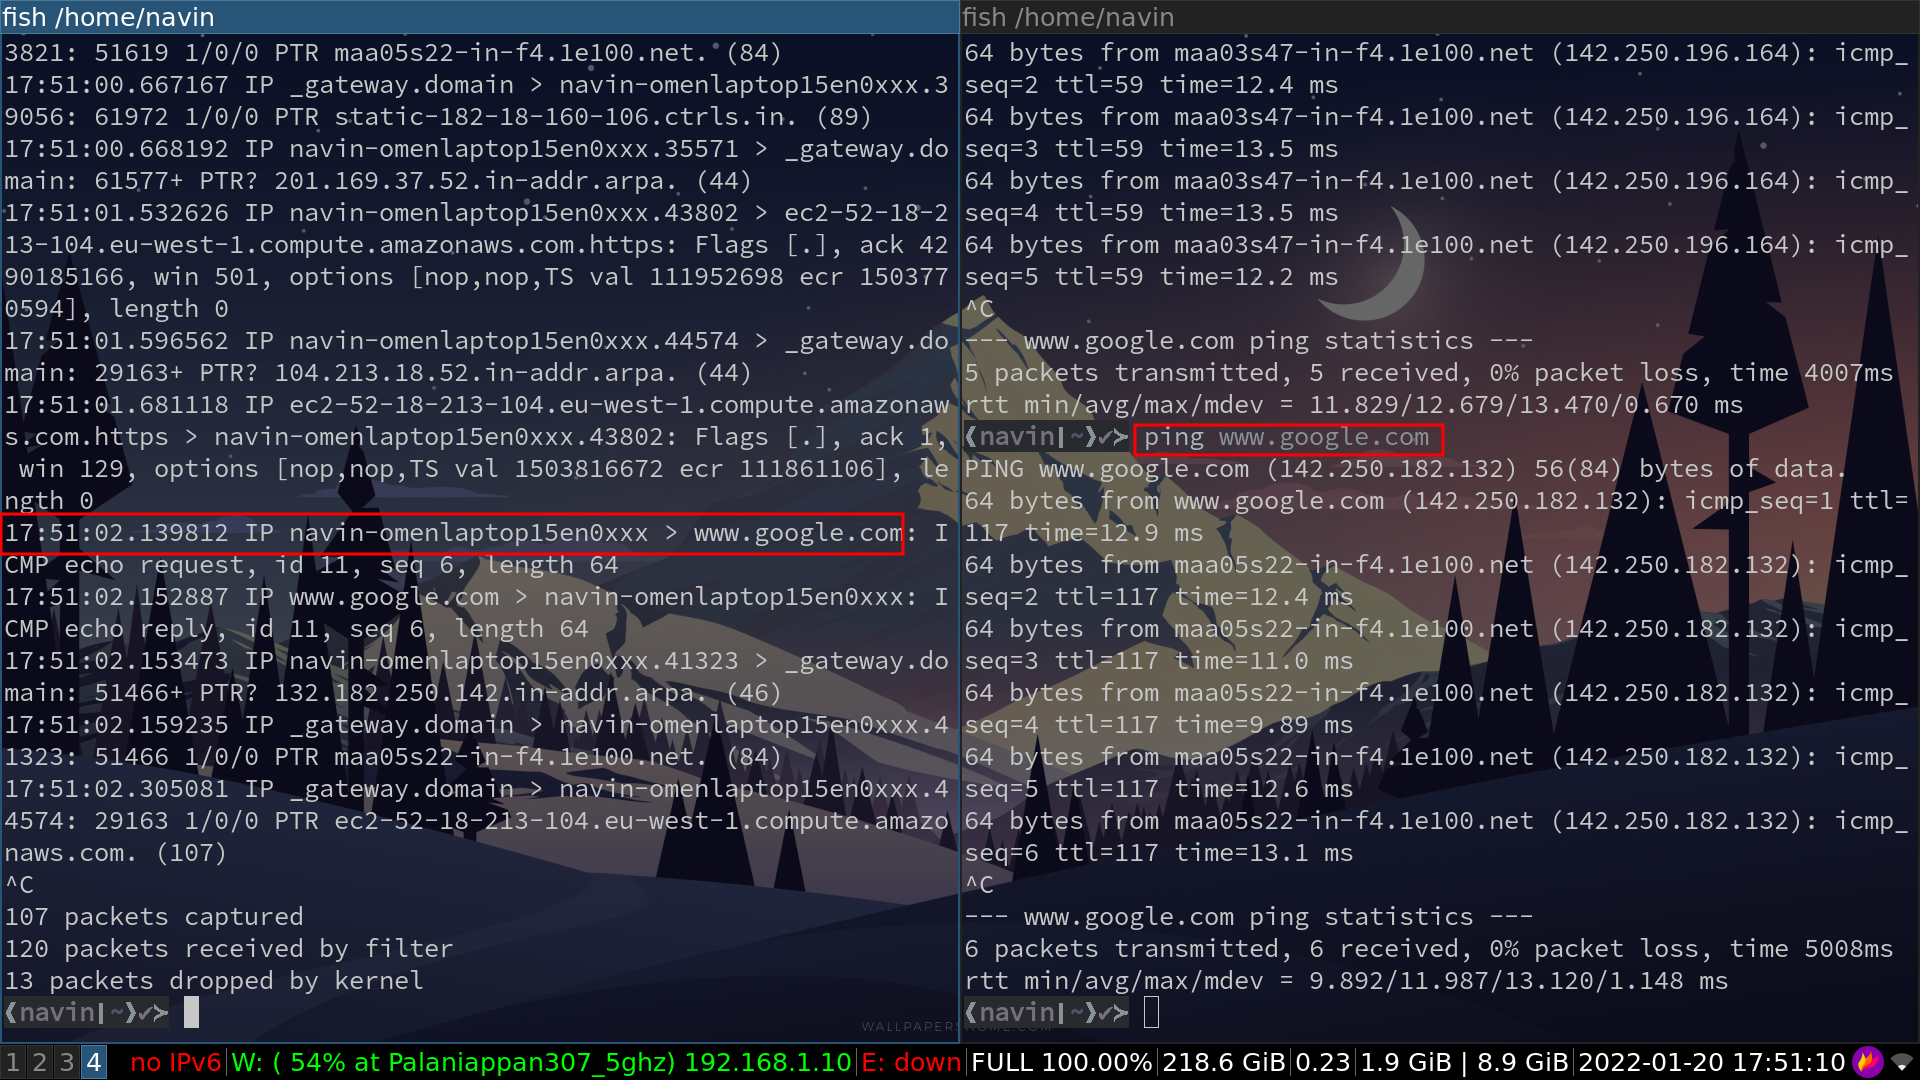 fish /home/navin
3821: 51619 1/0/0 PTR maa05s22-in-f4.1e100.net. (84)
17:51:00.667167 IP _gateway.domain > navin-omenlaptop15en0xxx.3
9056: 61972 1/0/0 PTR static-182-18-160-106.ctrls.in. (89)
17:51:00.668192 IP navin-omenlaptop15en0xxx.35571 > _gateway.do
main: 61577+ PTR? 201.169.37.52.in-addr.arpa. (44)
17:51:01.532626 IP navin-omenlaptop15en0xxx.43802 > ec2-52-18-2
13-104.eu-west-1.compute.amazonaws.com.https: Flags [.], ack 42
90185166, win 501, options [nop,nop,TS val 111952698 ecr 150377
0594], length 0
17:51:01.596562 IP navin-omenlaptop15en0xxx.44574 > _gateway.do
main: 29163+ PTR? 104.213.18.52.in-addr.arpa. (44)
17:51:01.681118 IP ec2-52-18-213-104.eu-west-1.compute.amazonaw
s.com.https > navin-omenlaptop15en0xxx.43802: Flags [.], ack 1,
 win 129, options [nop,nop,TS val 1503816672 ecr 111861106], le
ngth 0
17:51:02.139812 IP navin-omenlaptop15en0xxx > www.google.com: I
CMP echo request, id 11, seq 6, length 64
17:51:02.152887 IP www.google.com > navin-omenlaptop15en0xxx: I
CMP echo reply, id 11, seq 6, length 64
17:51:02.153473 IP navin-omenlaptop15en0xxx.41323 > _gateway.do
main: 51466+ PTR? 132.182.250.142.in-addr.arpa. (46)
17:51:02.159235 IP _gateway.domain > navin-omenlaptop15en0xxx.4
1323: 51466 1/0/0 PTR maa05s22-in-f4.1e100.net. (84)
17:51:02.305081 IP _gateway.domain > navin-omenlaptop15en0xxx.4
4574: 29163 1/0/0 PTR ec2-52-18-213-104.eu-west-1.compute.amazo
naws.com. (107)
^C
107 packets captured
120 packets received by filter
13 packets dropped by kernel
❬navin|~❭✓>
fish /home/navin
64 bytes from maa03s47-in-f4.1e100.net (142.250.196.164): icmp_
seq=2 ttl=59 time=12.4 ms
64 bytes from maa03s47-in-f4.1e100.net (142.250.196.164): icmp_
seq=3 ttl=59 time=13.5 ms
64 bytes from maa03s47-in-f4.1e100.net (142.250.196.164): icmp_
seq=4 ttl=59 time=13.5 ms
64 bytes from maa03s47-in-f4.1e100.net (142.250.196.164): icmp_
seq=5 ttl=59 time=12.2 ms
^C
--- www.google.com ping statistics ---
5 packets transmitted, 5 received, 0% packet loss, time 4007ms
rtt min/avg/max/mdev = 11.829/12.679/13.470/0.670 ms
❬navin|~❭✓> ping www.google.com
PING www.google.com (142.250.182.132) 56(84) bytes of data.
64 bytes from www.google.com (142.250.182.132): icmp_seq=1 ttl=
117 time=12.9 ms
64 bytes from maa05s22-in-f4.1e100.net (142.250.182.132): icmp_
seq=2 ttl=117 time=12.4 ms
64 bytes from maa05s22-in-f4.1e100.net (142.250.182.132): icmp_
seq=3 ttl=117 time=11.0 ms
64 bytes from maa05s22-in-f4.1e100.net (142.250.182.132): icmp_
seq=4 ttl=117 time=9.89 ms
64 bytes from maa05s22-in-f4.1e100.net (142.250.182.132): icmp_
seq=5 ttl=117 time=12.6 ms
64 bytes from maa05s22-in-f4.1e100.net (142.250.182.132): icmp_
seq=6 ttl=117 time=13.1 ms
^C
--- www.google.com ping statistics ---
6 packets transmitted, 6 received, 0% packet loss, time 5008ms
rtt min/avg/max/mdev = 9.892/11.987/13.120/1.148 ms
❬navin|~❭✓>
1 2 3 4 no IPv6|W: ( 54% at Palaniappan307_5ghz) 192.168.1.10|E: down|FULL 100.00%|218.6 GiB|0.23|1.9 GiB | 8.9 GiB|2022-01-20 17:51:10